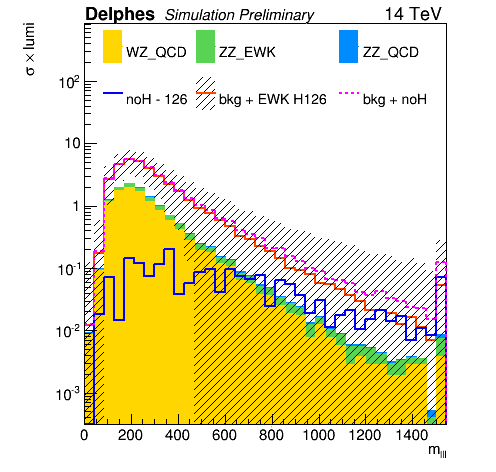 Delphes Simulation Preliminary 14 TeV
σ × lumi
WZ_QCD ZZ_EWK ZZ_QCD
noH - 126 bkg + EWK H126 bkg + noH
10²
10
1
10⁻¹
10⁻²
10⁻³
0 200 400 600 800 1000 1200 1400
m_lll